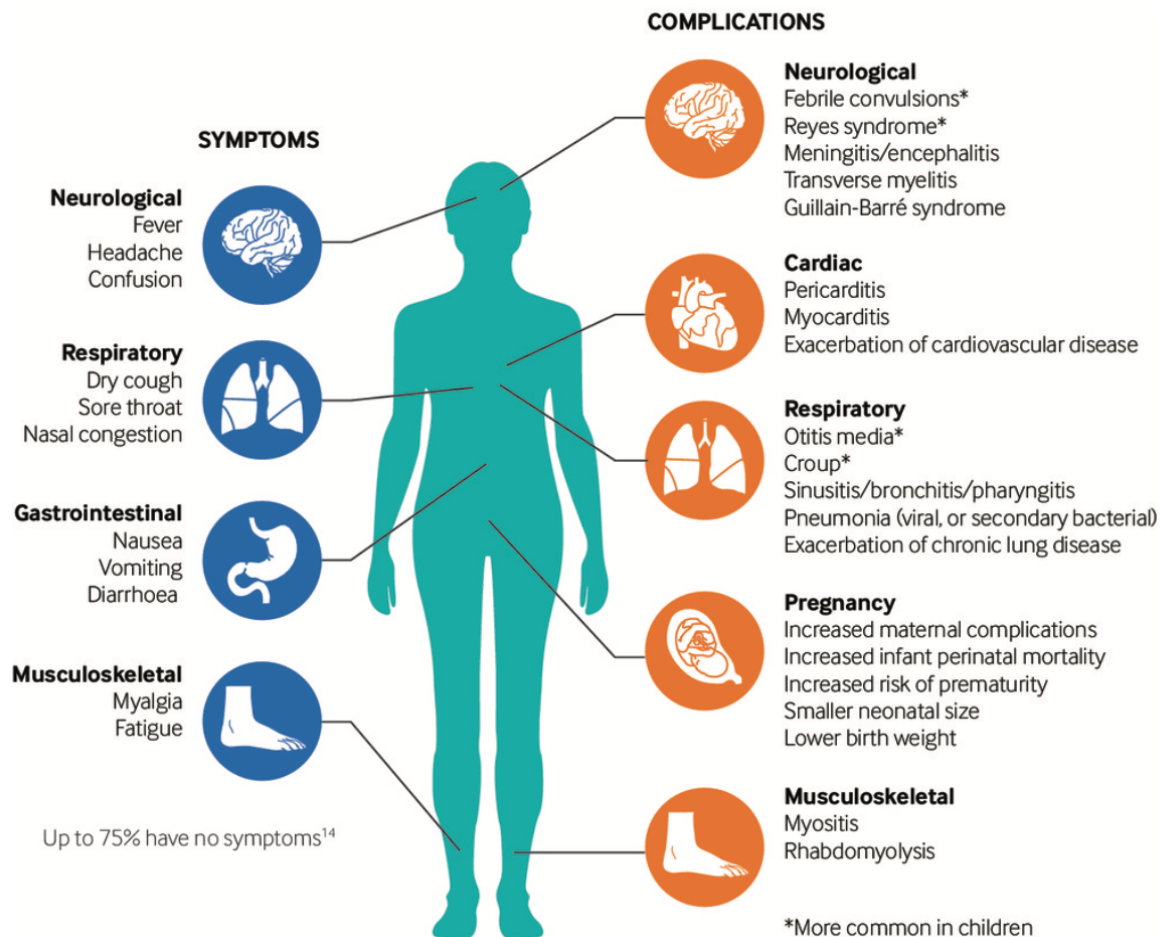 SYMPTOMS
Neurological
Fever
Headache
Confusion
Respiratory
Dry cough
Sore throat
Nasal congestion
Gastrointestinal
Nausea
Vomiting
Diarrhoea
Musculoskeletal
Myalgia
Fatigue
Up to 75% have no symptoms¹⁴
COMPLICATIONS
Neurological
Febrile convulsions*
Reyes syndrome*
Meningitis/encephalitis
Transverse myelitis
Guillain-Barré syndrome
Cardiac
Pericarditis
Myocarditis
Exacerbation of cardiovascular disease
Respiratory
Otitis media*
Croup*
Sinusitis/bronchitis/pharyngitis
Pneumonia (viral, or secondary bacterial)
Exacerbation of chronic lung disease
Pregnancy
Increased maternal complications
Increased infant perinatal mortality
Increased risk of prematurity
Smaller neonatal size
Lower birth weight
Musculoskeletal
Myositis
Rhabdomyolysis
*More common in children